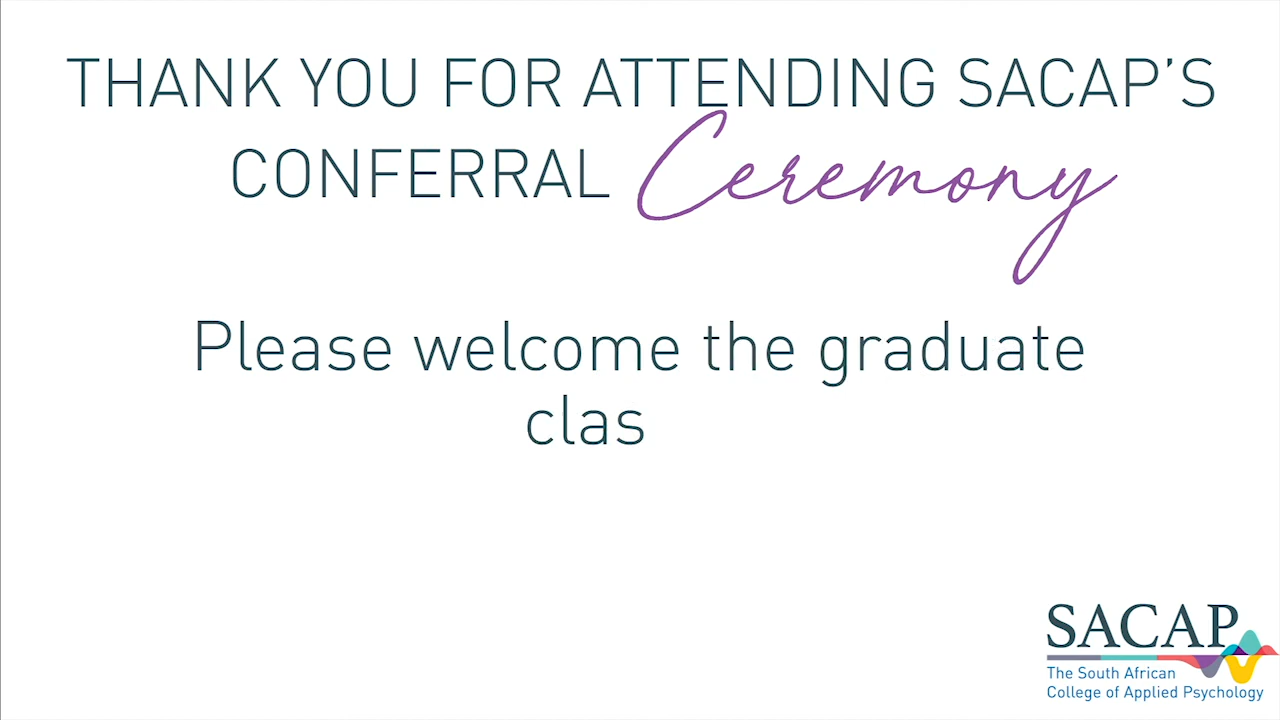 THANK YOU FOR ATTENDING SACAP'S
CONFERRAL Ceremony
Please welcome the graduate
clas
SACAP
The South African
College of Applied Psychology